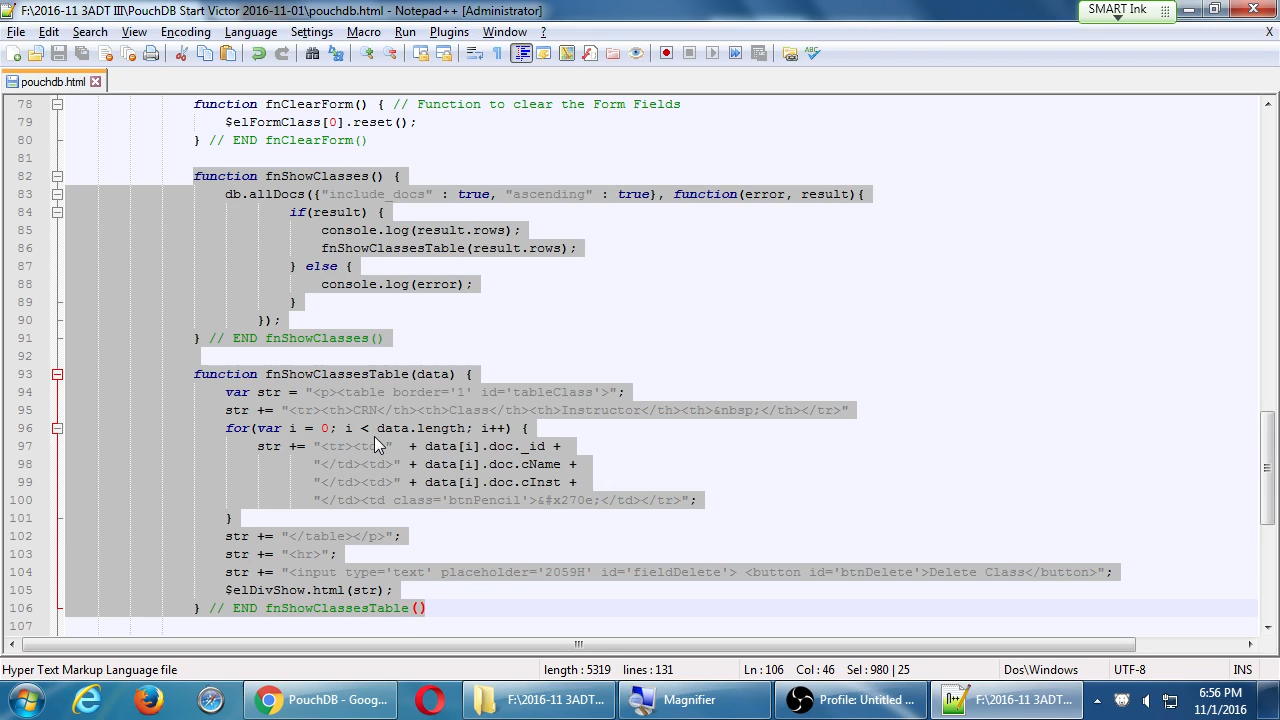 F:\2016-11 3ADT III\PouchDB Start Victor 2016-11-01\pouchdb.html - Notepad++ [Administrator]
SMART Ink
File Edit Search View Encoding Language Settings Macro Run Plugins Window ? X
pouchdb.html
78 function fnClearForm() { // Function to clear the Form Fields
79 $elFormClass[0].reset();
80 } // END fnClearForm()
81
82 function fnShowClasses() {
83 db.allDocs({"include_docs" : true, "ascending" : true}, function(error, result){
84 if(result) {
85 console.log(result.rows);
86 fnShowClassesTable(result.rows);
87 } else {
88 console.log(error);
89 }
90 });
91 } // END fnShowClasses()
92
93 function fnShowClassesTable(data) {
94 var str = "<p><table border='1' id='tableClass'>";
95 str += "<tr><th>CRN</th><th>Class</th><th>Instructor</th><th>&nbsp;</th></tr>"
96 for(var i = 0; i < data.length; i++) {
97 str += "<tr><td>" + data[i].doc._id +
98 "</td><td>" + data[i].doc.cName +
99 "</td><td>" + data[i].doc.cInst +
100 "</td><td class='btnPencil'>&#x270e;</td></tr>";
101 }
102 str += "</table></p>";
103 str += "<hr>";
104 str += "<input type='text' placeholder='2059H' id='fieldDelete'> <button id='btnDelete'>Delete Class</button>";
105 $elDivShow.html(str);
106 } // END fnShowClassesTable()
107
Hyper Text Markup Language file length : 5319 lines : 131 Ln : 106 Col : 46 Sel : 980 | 25 Dos\Windows UTF-8 INS
PouchDB - Goog... F:\2016-11 3ADT... Magnifier Profile: Untitled ... F:\2016-11 3ADT... 6:56 PM
11/1/2016